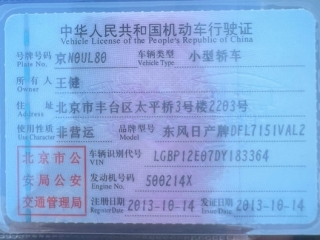 中华人民共和国机动车行驶证
Vehicle License of the People's Republic of China
号牌号码 京N0UL80 车辆类型 小型轿车
Plate No. Vehicle Type
所有人 王健
Owner
住址 北京市丰台区太平桥3号楼2203号
Address
使用性质 非营运 品牌型号 东风日产牌DFL7151VAL2
Use Character Model
北京市公安局公安交通管理局
车辆识别代号 LGBP12E07DY183364
VIN
发动机号码 500214X
Engine No.
注册日期 2013-10-14 发证日期 2013-10-14
Register Date Issue Date